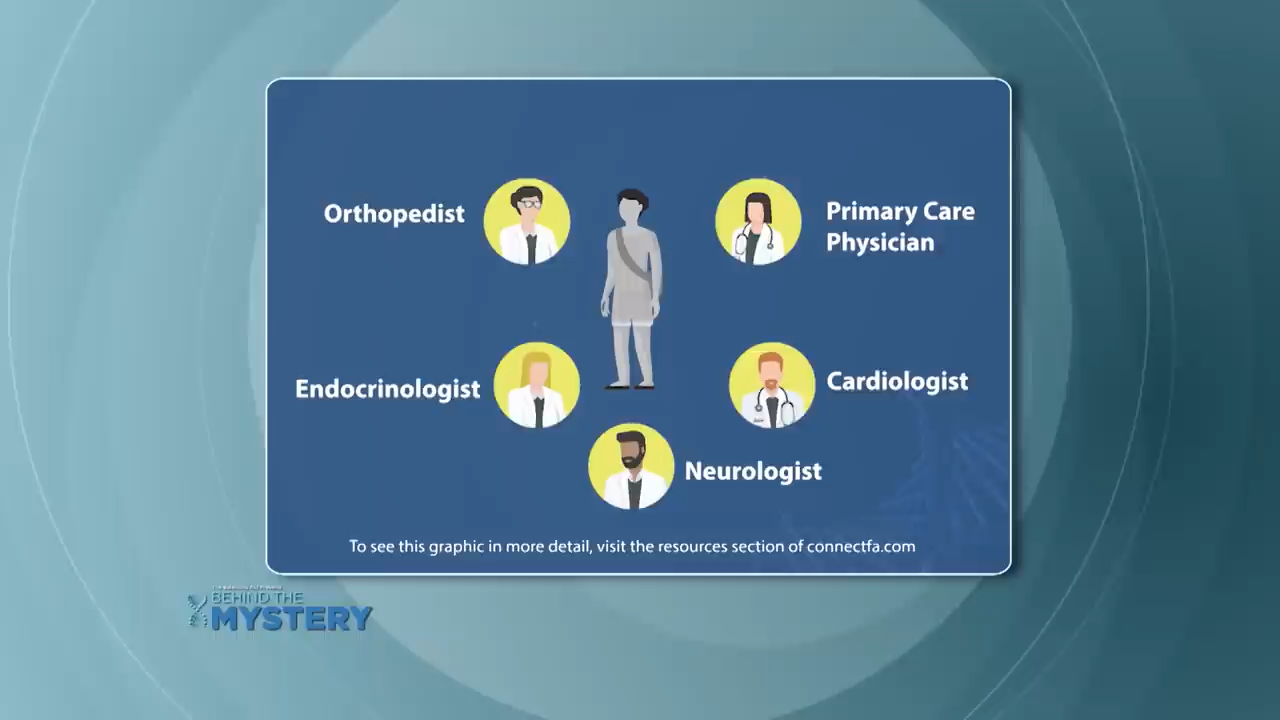 Orthopedist
Primary Care
Physician
Endocrinologist
Cardiologist
Neurologist
To see this graphic in more detail, visit the resources section of connectfa.com
BEHIND THE
MYSTERY